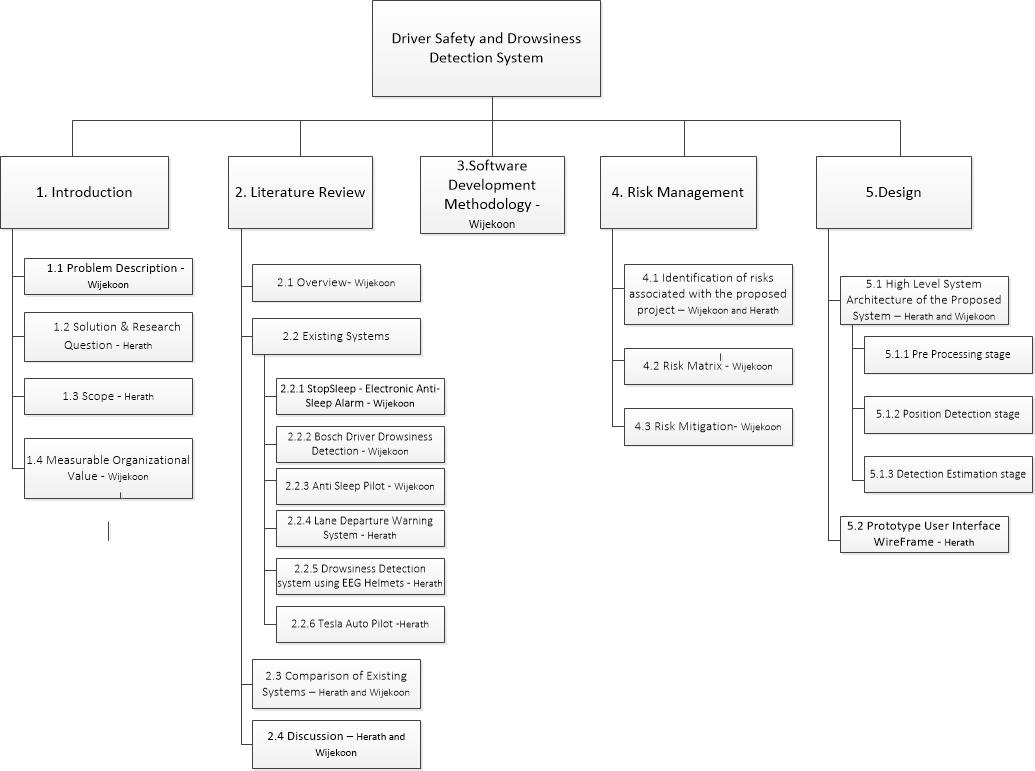 Driver Safety and Drowsiness
Detection System
1. Introduction
2. Literature Review
3.Software
Development
Methodology -
Wijekoon
4. Risk Management
5.Design
1.1 Problem Description -
Wijekoon
1.2 Solution & Research
Question - Herath
1.3 Scope - Herath
1.4 Measurable Organizational
Value - Wijekoon
2.1 Overview- Wijekoon
2.2 Existing Systems
2.2.1 StopSleep - Electronic Anti-
Sleep Alarm - Wijekoon
2.2.2 Bosch Driver Drowsiness
Detection - Wijekoon
2.2.3 Anti Sleep Pilot - Wijekoon
2.2.4 Lane Departure Warning
System - Herath
2.2.5 Drowsiness Detection
system using EEG Helmets - Herath
2.2.6 Tesla Auto Pilot -Herath
2.3 Comparison of Existing
Systems – Herath and Wijekoon
2.4 Discussion – Herath and
Wijekoon
4.1 Identification of risks
associated with the proposed
project – Wijekoon and Herath
4.2 Risk Matrix - Wijekoon
4.3 Risk Mitigation- Wijekoon
5.1 High Level System
Architecture of the Proposed
System – Herath and Wijekoon
5.1.1 Pre Processing stage
5.1.2 Position Detection stage
5.1.3 Detection Estimation stage
5.2 Prototype User Interface
WireFrame - Herath